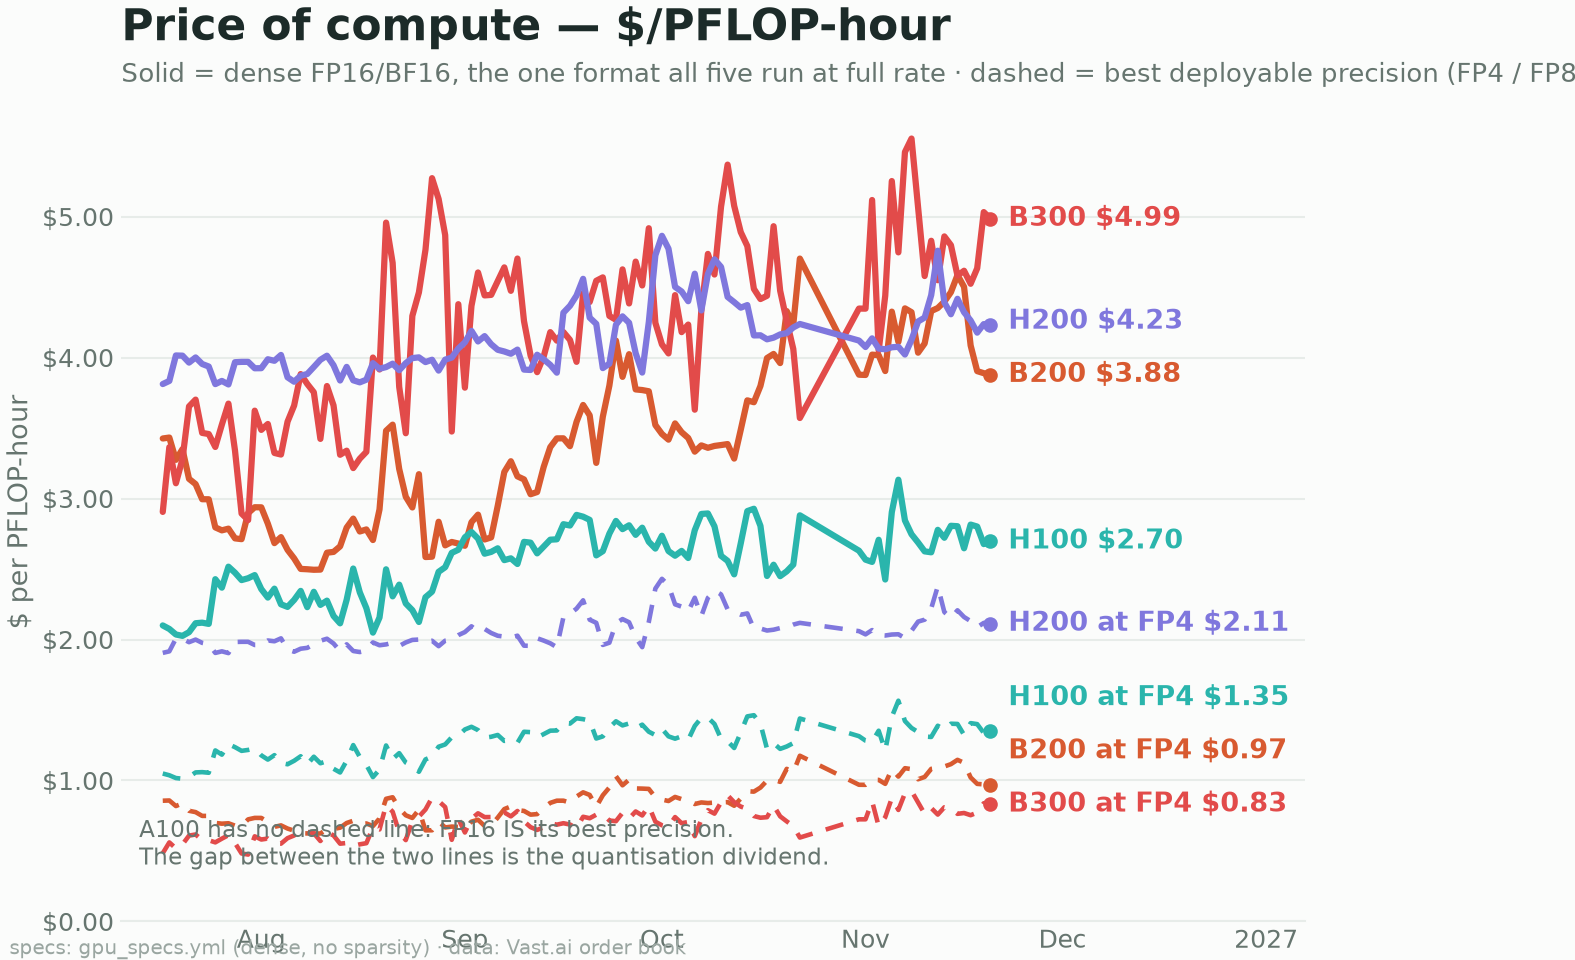 Price of compute — $/PFLOP-hour
Solid = dense FP16/BF16, the one format all five run at full rate · dashed = best deployable precision (FP4 / FP8
$ per PFLOP-hour
$5.00
$4.00
$3.00
$2.00
$1.00
$0.00
B300 $4.99
H200 $4.23
B200 $3.88
H100 $2.70
H200 at FP4 $2.11
H100 at FP4 $1.35
B200 at FP4 $0.97
B300 at FP4 $0.83
A100 has no dashed line: FP16 IS its best precision.
The gap between the two lines is the quantisation dividend.
Aug Sep Oct Nov Dec 2027
specs: gpu_specs.yml (dense, no sparsity) · data: Vast.ai order book